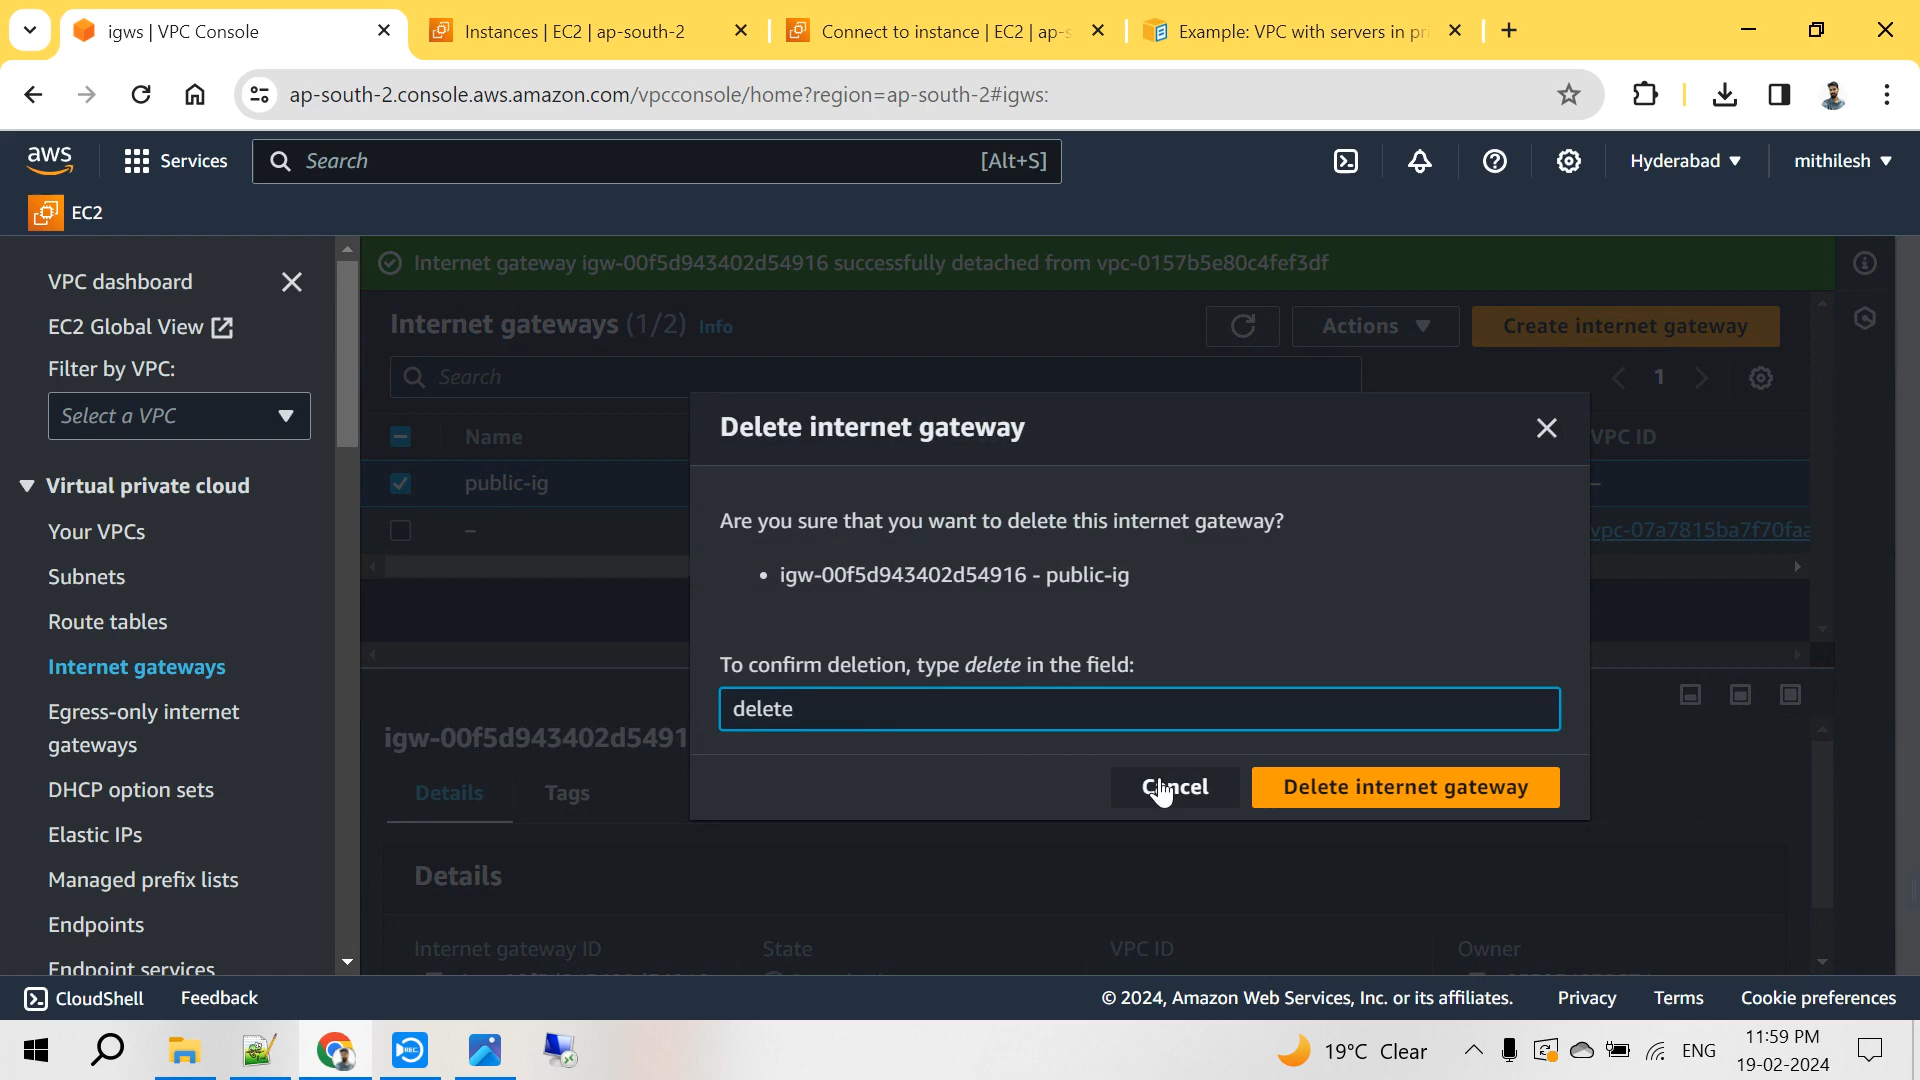 igws | VPC Console
Instances | EC2 | ap-south-2
Connect to instance | EC2 | ap-s
Example: VPC with servers in pri
ap-south-2.console.aws.amazon.com/vpcconsole/home?region=ap-south-2#igws:
aws
Services
Search
[Alt+S]
Hyderabad
mithilesh
EC2
VPC dashboard
EC2 Global View
Filter by VPC:
Select a VPC
Virtual private cloud
Your VPCs
Subnets
Route tables
Internet gateways
Egress-only internet
gateways
DHCP option sets
Elastic IPs
Managed prefix lists
Endpoints
Endpoint services
Internet gateway igw-00f5d943402d54916 successfully detached from vpc-0157b5e80c4fef3df
Internet gateways (1/2) Info
Actions
Create internet gateway
Search
1
Name
VPC ID
public-ig
–
–
vpc-07a7815ba7f70faa
Delete internet gateway
Are you sure that you want to delete this internet gateway?
• igw-00f5d943402d54916 - public-ig
To confirm deletion, type delete in the field:
delete
Cancel
Delete internet gateway
igw-00f5d943402d5491
Details
Tags
Details
Internet gateway ID
State
VPC ID
Owner
CloudShell
Feedback
© 2024, Amazon Web Services, Inc. or its affiliates.
Privacy
Terms
Cookie preferences
REC
19°C Clear
ENG
11:59 PM
19-02-2024